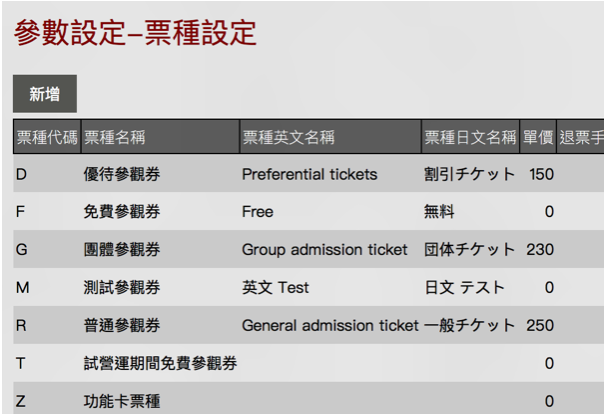 參數設定-票種設定
新增
票種代碼 票種名稱 票種英文名稱 票種日文名稱 單價 退票手
D 優待參觀券 Preferential tickets 割引チケット 150
F 免費參觀券 Free 無料 0
G 團體參觀券 Group admission ticket 団体チケット 230
M 測試參觀券 英文 Test 日文 テスト 0
R 普通參觀券 General admission ticket 一般チケット 250
T 試營運期間免費參觀券 0
Z 功能卡票種 0